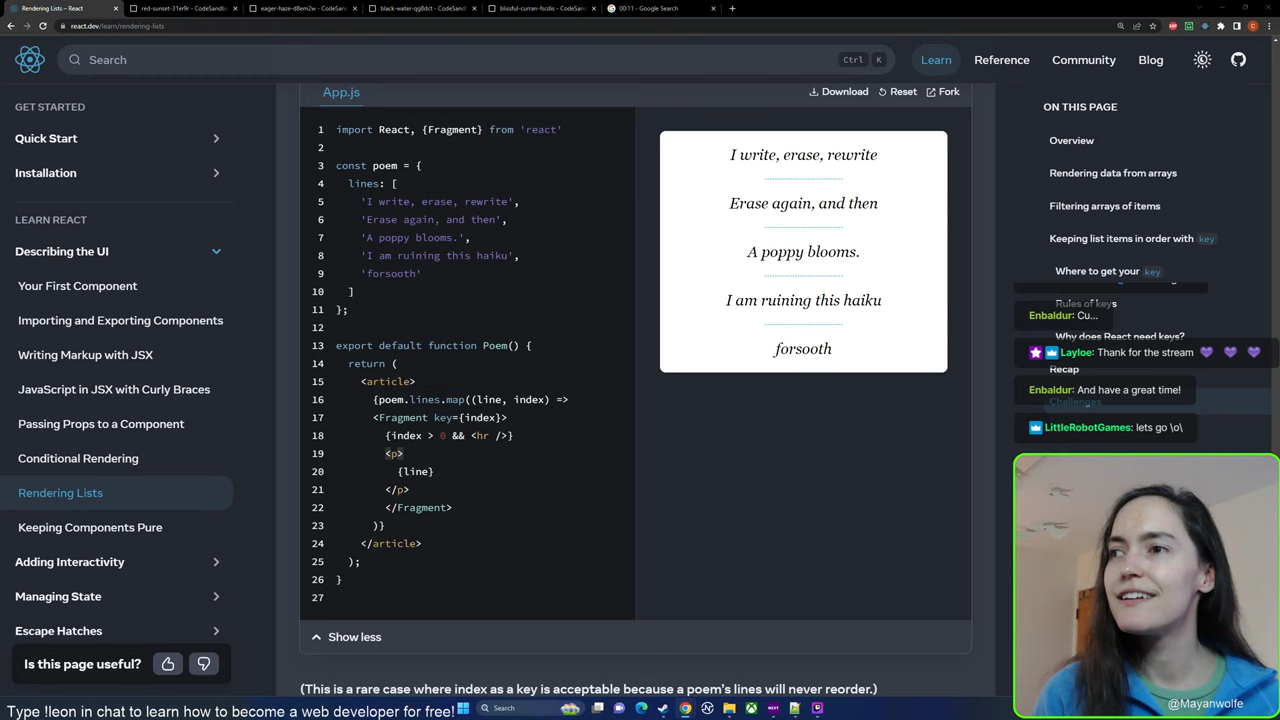 Rendering Lists – React
red-sunset-31er9r - CodeSandb
eager-haze-d8em2w - CodeSand
black-water-qg8dct - CodeSand
blissful-curran-fscdis - CodeSan
00:11 - Google Search
react.dev/learn/rendering-lists
Search
Ctrl K
Learn
Reference
Community
Blog
GET STARTED
Quick Start
Installation
LEARN REACT
Describing the UI
Your First Component
Importing and Exporting Components
Writing Markup with JSX
JavaScript in JSX with Curly Braces
Passing Props to a Component
Conditional Rendering
Rendering Lists
Keeping Components Pure
Adding Interactivity
Managing State
Escape Hatches
Is this page useful?
App.js
Download Reset Fork
1 import React, {Fragment} from 'react'
2
3 const poem = {
4 lines: [
5 'I write, erase, rewrite',
6 'Erase again, and then',
7 'A poppy blooms.',
8 'I am ruining this haiku',
9 'forsooth'
10 ]
11 };
12
13 export default function Poem() {
14 return (
15 <article>
16 {poem.lines.map((line, index) =>
17 <Fragment key={index}>
18 {index > 0 && <hr />}
19 <p>
20 {line}
21 </p>
22 </Fragment>
23 )}
24 </article>
25 );
26 }
27
Show less
(This is a rare case where index as a key is acceptable because a poem's lines will never reorder.)
I write, erase, rewrite
Erase again, and then
A poppy blooms.
I am ruining this haiku
forsooth
ON THIS PAGE
Overview
Rendering data from arrays
Filtering arrays of items
Keeping list items in order with key
Where to get your key
Rules of keys
Enbaldur: Cu...
Why does React need keys?
Layloe: Thank for the stream
Recap
Enbaldur: And have a great time!
Challenges
LittleRobotGames: lets go \o\
@Mayanwolfe
Type !leon in chat to learn how to become a web developer for free!
Search